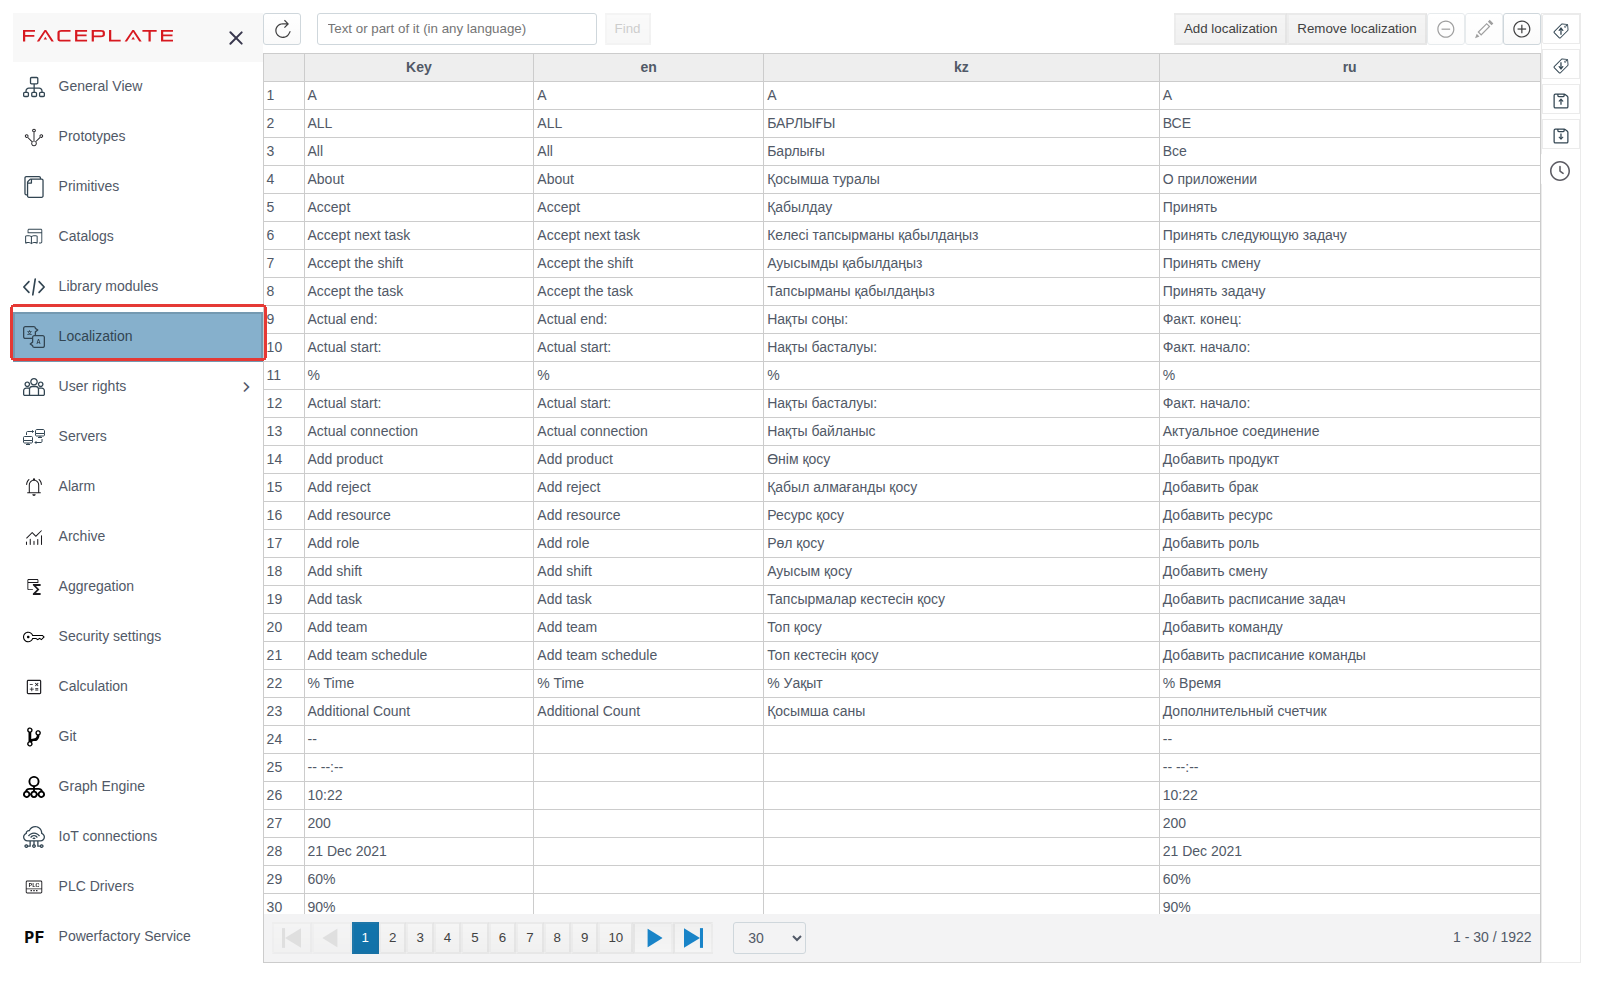 FACEPLATE
Text or part of it (in any language) Find Add localization Remove localization
Key en kz ru
General View
Prototypes
Primitives
Catalogs
Library modules
Localization
User rights
Servers
Alarm
Archive
Aggregation
Security settings
Calculation
Git
Graph Engine
IoT connections
PLC Drivers
PF Powerfactory Service
1 A A А А
2 ALL ALL БАРЛЫҒЫ ВСЕ
3 All All Барлығы Все
4 About About Қосымша туралы О приложении
5 Accept Accept Қабылдау Принять
6 Accept next task Accept next task Келесі тапсырманы қабылдаңыз Принять следующую задачу
7 Accept the shift Accept the shift Ауысымды қабылдаңыз Принять смену
8 Accept the task Accept the task Тапсырманы қабылдаңыз Принять задачу
9 Actual end: Actual end: Нақты соңы: Факт. конец:
10 Actual start: Actual start: Нақты басталуы: Факт. начало:
11 % % % %
12 Actual start: Actual start: Нақты басталуы: Факт. начало:
13 Actual connection Actual connection Нақты байланыс Актуальное соединение
14 Add product Add product Өнім қосу Добавить продукт
15 Add reject Add reject Қабыл алмағанды қосу Добавить брак
16 Add resource Add resource Ресурс қосу Добавить ресурс
17 Add role Add role Рөл қосу Добавить роль
18 Add shift Add shift Ауысым қосу Добавить смену
19 Add task Add task Тапсырмалар кестесін қосу Добавить расписание задач
20 Add team Add team Топ қосу Добавить команду
21 Add team schedule Add team schedule Топ кестесін қосу Добавить расписание команды
22 % Time % Time % Уақыт % Время
23 Additional Count Additional Count Қосымша саны Дополнительный счетчик
24 -- --
25 -- --:-- -- --:--
26 10:22 10:22
27 200 200
28 21 Dec 2021 21 Dec 2021
29 60% 60%
30 90% 90%
1 2 3 4 5 6 7 8 9 10 30 1 - 30 / 1922